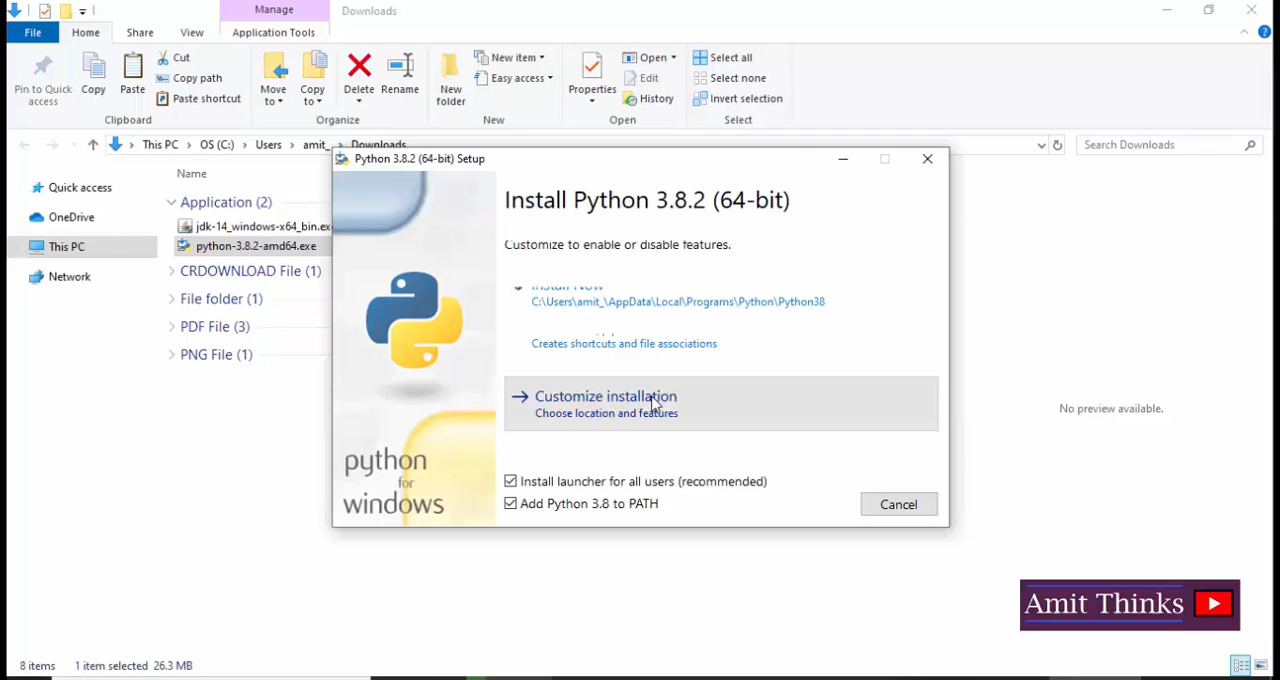 Manage
Downloads
File
Home
Share
View
Application Tools
Pin to Quick
access
Copy
Paste
Cut
Copy path
Paste shortcut
Clipboard
Move
to
Copy
to
Delete
Rename
Organize
New
folder
New item
Easy access
New
Properties
Open
Edit
History
Open
Select all
Select none
Invert selection
Select
This PC > OS (C:) > Users > amit_ > Downloads
Search Downloads
Quick access
OneDrive
This PC
Network
Name
Application (2)
jdk-14_windows-x64_bin.ex
python-3.8.2-amd64.exe
CRDOWNLOAD File (1)
File folder (1)
PDF File (3)
PNG File (1)
Python 3.8.2 (64-bit) Setup
Install Python 3.8.2 (64-bit)
Customize to enable or disable features.
Install Now
C:\Users\amit_\AppData\Local\Programs\Python\Python38
Creates shortcuts and file associations
Customize installation
Choose location and features
Install launcher for all users (recommended)
Add Python 3.8 to PATH
Cancel
python
for
windows
No preview available.
Amit Thinks
8 items
1 item selected 26.3 MB